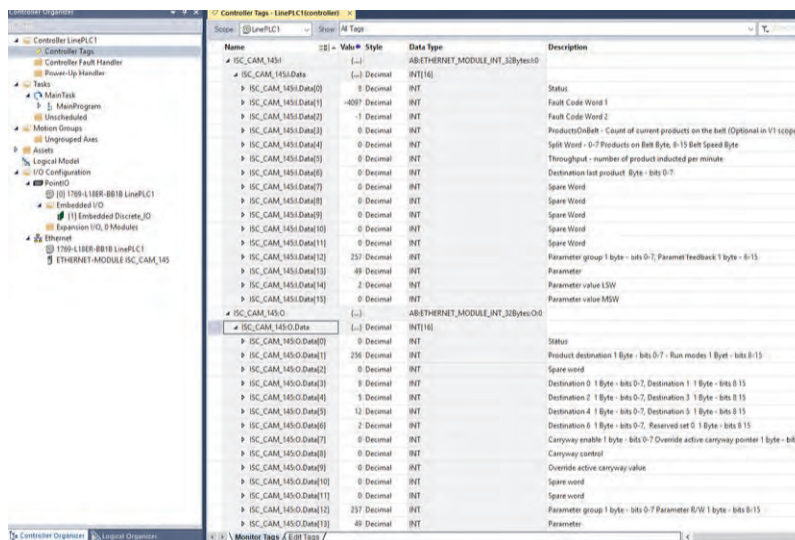 Controller Organizer
Controller Tags - LinePLC1(controller)
Scope: LinePLC1 Show: All Tags
Controller LinePLC1
Controller Tags
Controller Fault Handler
Power-Up Handler
Tasks
MainTask
MainProgram
Unscheduled
Motion Groups
Ungrouped Axes
Assets
Logical Model
I/O Configuration
PointIO
[0] 1769-L18ER-BB1B LinePLC1
Embedded I/O
[1] Embedded Discrete_IO
Expansion I/O, 0 Modules
Ethernet
1769-L18ER-BB1B LinePLC1
ETHERNET-MODULE ISC_CAM_145
Controller Organizer Logical Organizer
Name Value Style Data Type Description
ISC_CAM_145:I {...} AB:ETHERNET_MODULE_INT_32Bytes:I:0
ISC_CAM_145:I.Data {...} Decimal INT[16]
ISC_CAM_145:I.Data[0] 8 Decimal INT Status
ISC_CAM_145:I.Data[1] -4097 Decimal INT Fault Code Word 1
ISC_CAM_145:I.Data[2] -1 Decimal INT Fault Code Word 2
ISC_CAM_145:I.Data[3] 0 Decimal INT ProductsOnBelt - Count of current products on the belt (Optional in V1 scope
ISC_CAM_145:I.Data[4] 0 Decimal INT Split Word - 0-7 Products on Belt Byte, 8-15 Belt Speed Byte
ISC_CAM_145:I.Data[5] 0 Decimal INT Throughput - number of product inducted per minute
ISC_CAM_145:I.Data[6] 0 Decimal INT Destination last product Byte - bits 0-7
ISC_CAM_145:I.Data[7] 0 Decimal INT Spare Word
ISC_CAM_145:I.Data[8] 0 Decimal INT Spare Word
ISC_CAM_145:I.Data[9] 0 Decimal INT Spare Word
ISC_CAM_145:I.Data[10] 0 Decimal INT Spare Word
ISC_CAM_145:I.Data[11] 0 Decimal INT Spare Word
ISC_CAM_145:I.Data[12] 257 Decimal INT Parameter group 1 byte - bits 0-7, Paramet feedback 1 byte - 8-15
ISC_CAM_145:I.Data[13] 49 Decimal INT Parameter
ISC_CAM_145:I.Data[14] 2 Decimal INT Parameter value LSW
ISC_CAM_145:I.Data[15] 0 Decimal INT Parameter value MSW
ISC_CAM_145:O {...} AB:ETHERNET_MODULE_INT_32Bytes:O:0
ISC_CAM_145:O.Data {...} Decimal INT[16]
ISC_CAM_145:O.Data[0] 0 Decimal INT Status
ISC_CAM_145:O.Data[1] 256 Decimal INT Product destination 1 Byte - bits 0-7 - Run modes 1 Byet - bits 8-15
ISC_CAM_145:O.Data[2] 0 Decimal INT Spare word
ISC_CAM_145:O.Data[3] 8 Decimal INT Destination 0 1 Byte - bits 0-7, Destination 1 1 Byte - bits 8 15
ISC_CAM_145:O.Data[4] 5 Decimal INT Destination 2 1 Byte - bits 0-7, Destination 3 1 Byte - bits 8 15
ISC_CAM_145:O.Data[5] 12 Decimal INT Destination 4 1 Byte - bits 0-7, Destination 5 1 Byte - bits 8 15
ISC_CAM_145:O.Data[6] 2 Decimal INT Destination 6 1 Byte - bits 0-7, Reserved set 0 1 Byte - bits 8 15
ISC_CAM_145:O.Data[7] 0 Decimal INT Carryway enable 1 byte - bits 0-7 Override active carryway pointer 1 byte - bit
ISC_CAM_145:O.Data[8] 0 Decimal INT Carryway control
ISC_CAM_145:O.Data[9] 0 Decimal INT Override active carryway value
ISC_CAM_145:O.Data[10] 0 Decimal INT Spare word
ISC_CAM_145:O.Data[11] 0 Decimal INT Spare word
ISC_CAM_145:O.Data[12] 257 Decimal INT Parameter group 1 byte - bits 0-7 Parameter R/W 1 byte - bits 8-15
ISC_CAM_145:O.Data[13] 49 Decimal INT Parameter
Monitor Tags Edit Tags